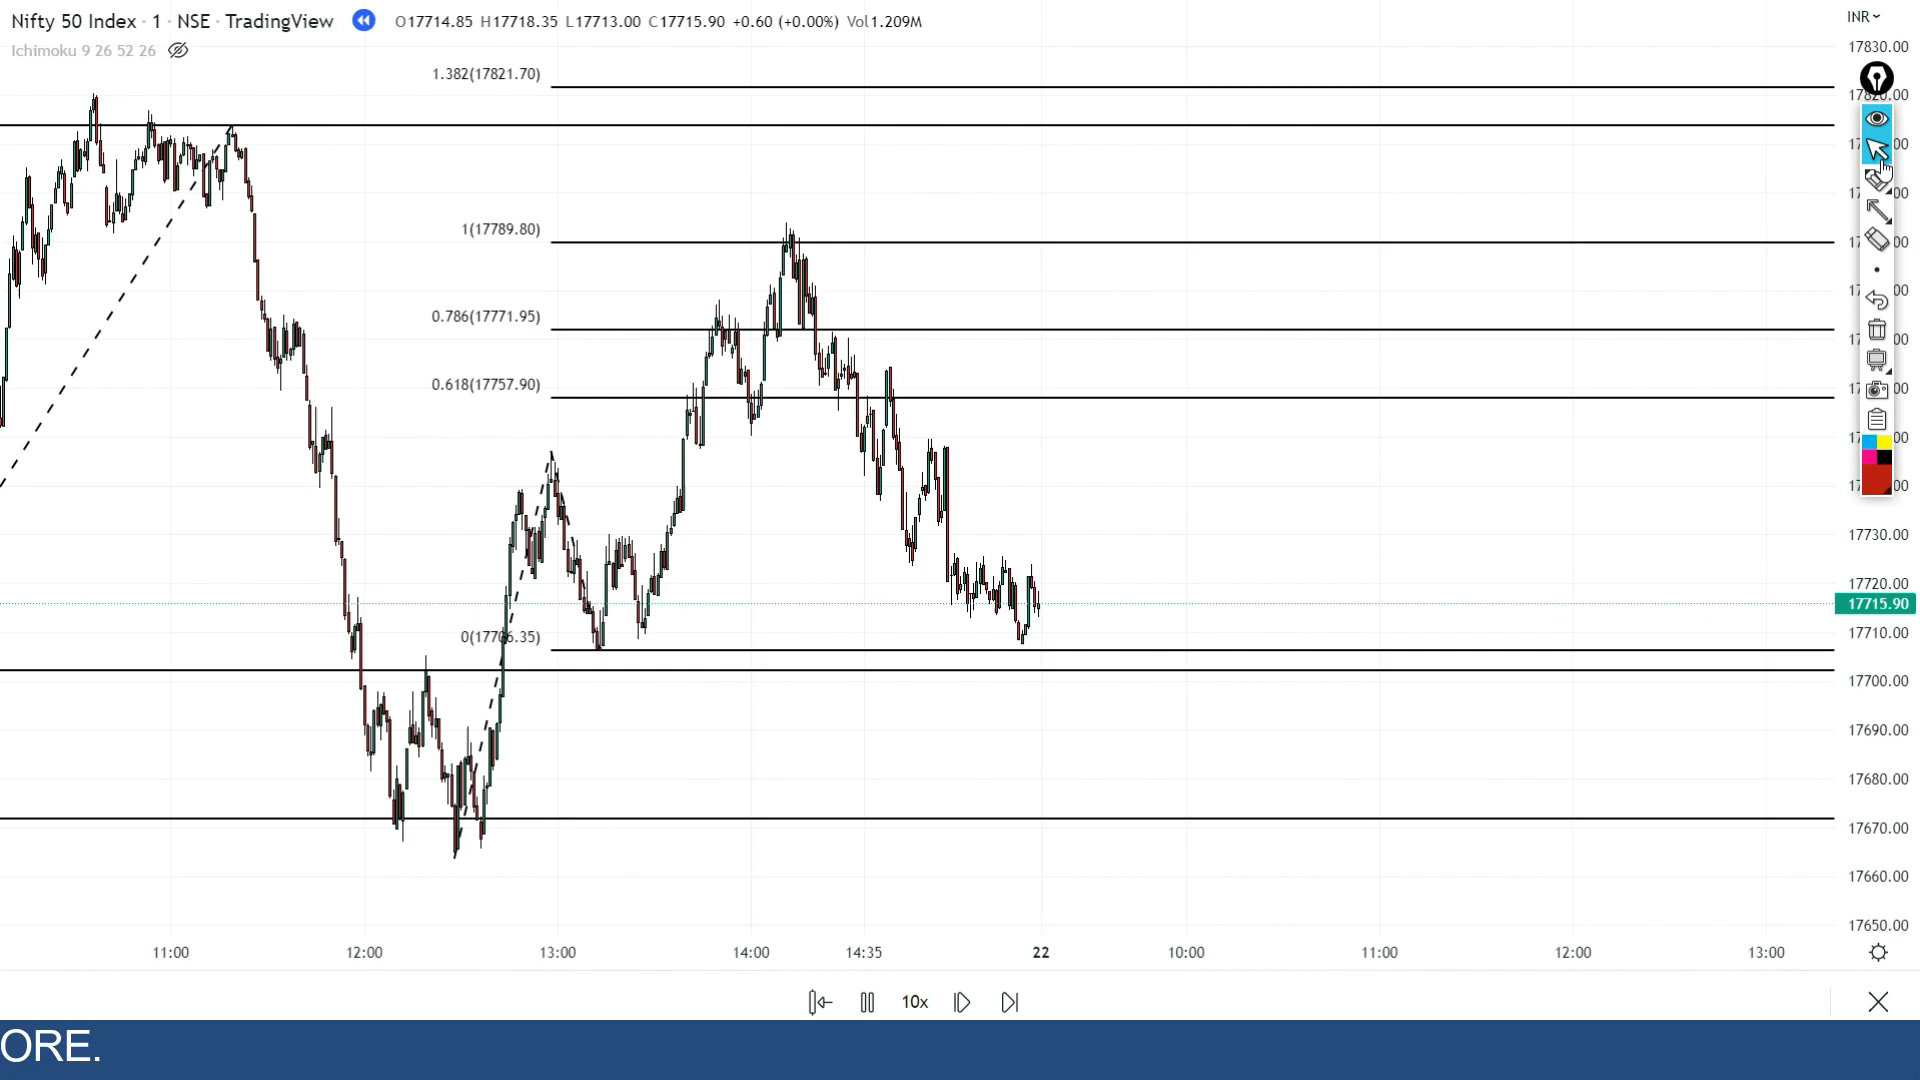 Nifty 50 Index · 1 · NSE · TradingView O17714.85 H17718.35 L17713.00 C17715.90 +0.60 (+0.00%) Vol1.209M
INR
Ichimoku 9 26 52 26
17830.00
1.382(17821.70)
1(17789.80)
0.786(17771.95)
0.618(17757.90)
17730.00
17720.00
17715.90
17710.00
0(17706.35)
17700.00
17690.00
17680.00
17670.00
17660.00
17650.00
11:00 12:00 13:00 14:00 14:35 22 10:00 11:00 12:00 13:00
10x
ORE.